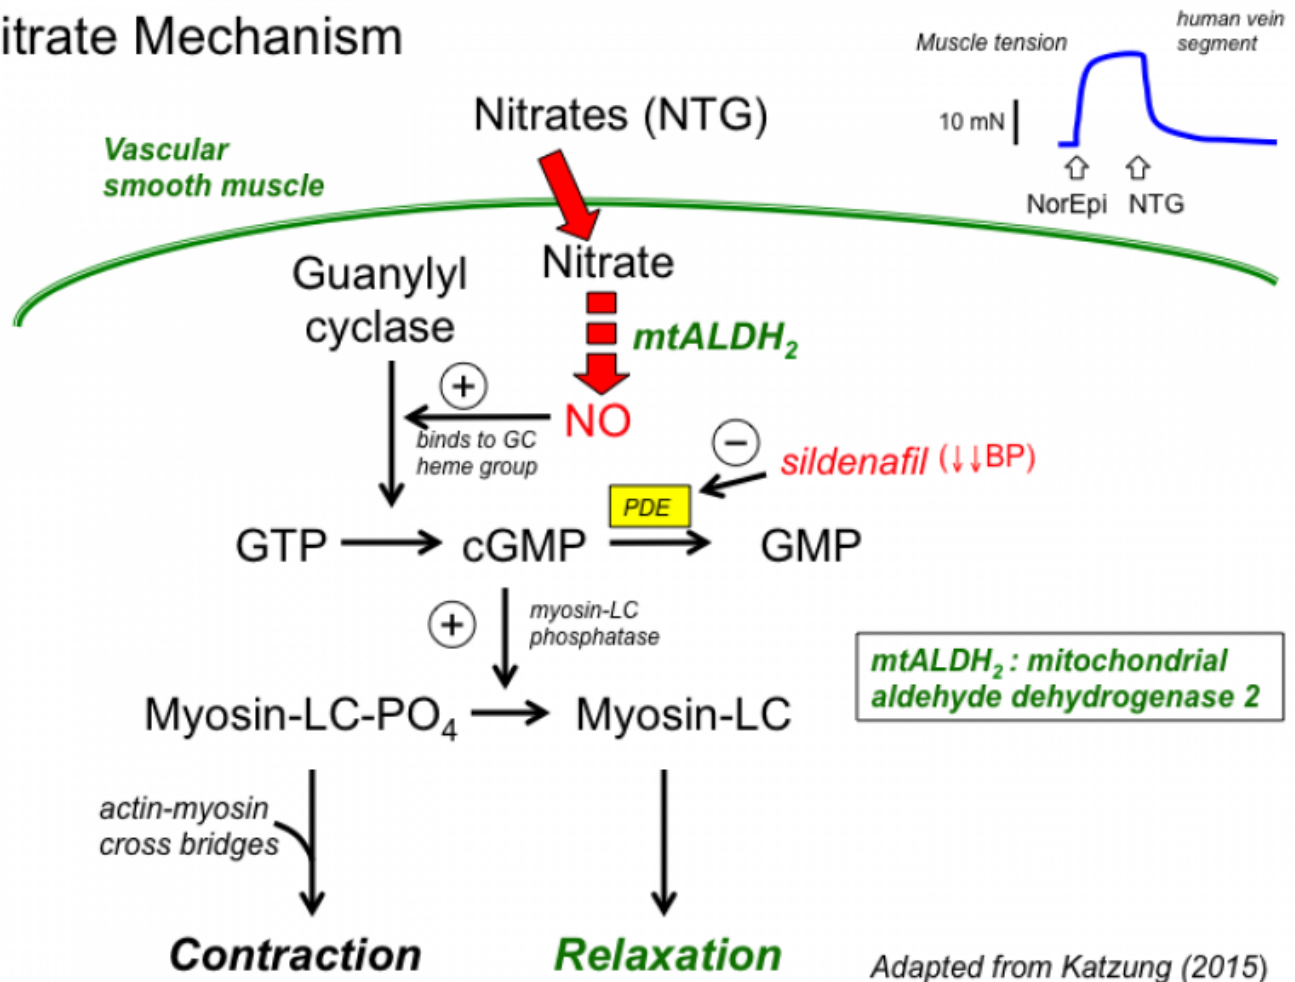 itrate Mechanism
Muscle tension
human vein
segment
10 mN
NorEpi
NTG
Nitrates (NTG)
Vascular
smooth muscle
Nitrate
Guanylyl
cyclase
mtALDH₂
+
NO
binds to GC
heme group
−
sildenafil (↓↓BP)
PDE
GTP
cGMP
GMP
+
myosin-LC
phosphatase
mtALDH₂ : mitochondrial
aldehyde dehydrogenase 2
Myosin-LC-PO₄
Myosin-LC
actin-myosin
cross bridges
Contraction
Relaxation
Adapted from Katzung (2015)